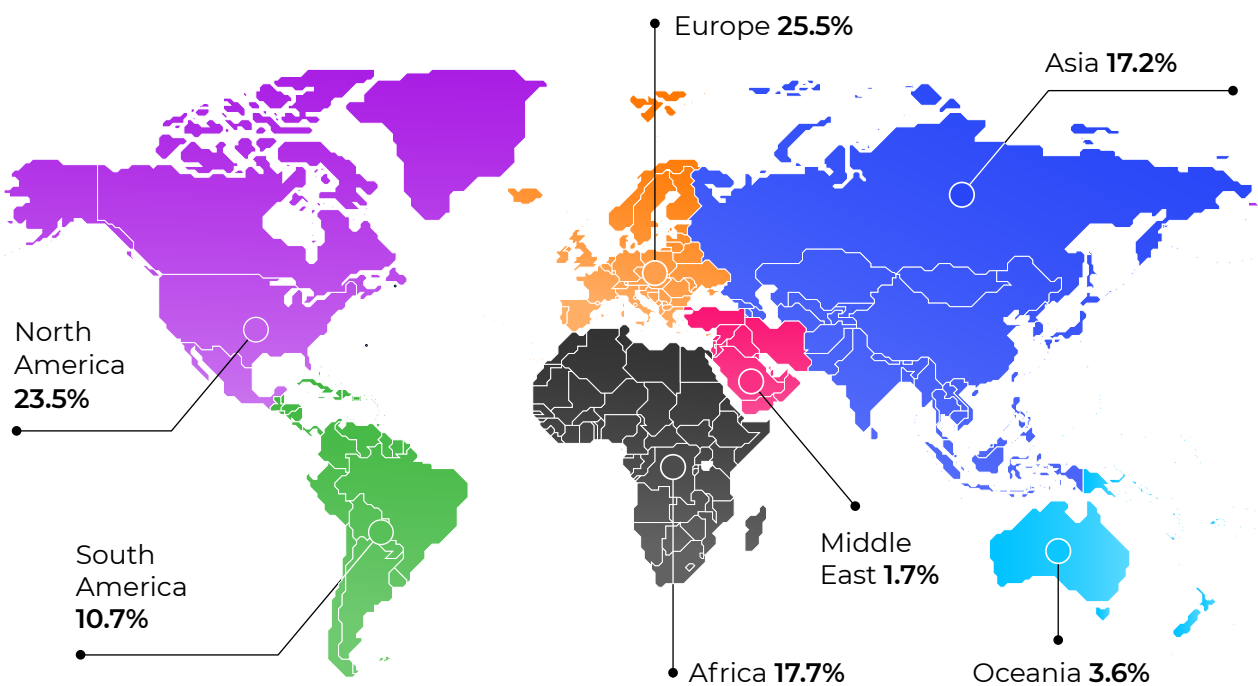 Europe 25.5%
Asia 17.2%
North
America
23.5%
South
America
10.7%
Middle
East 1.7%
Africa 17.7%
Oceania 3.6%